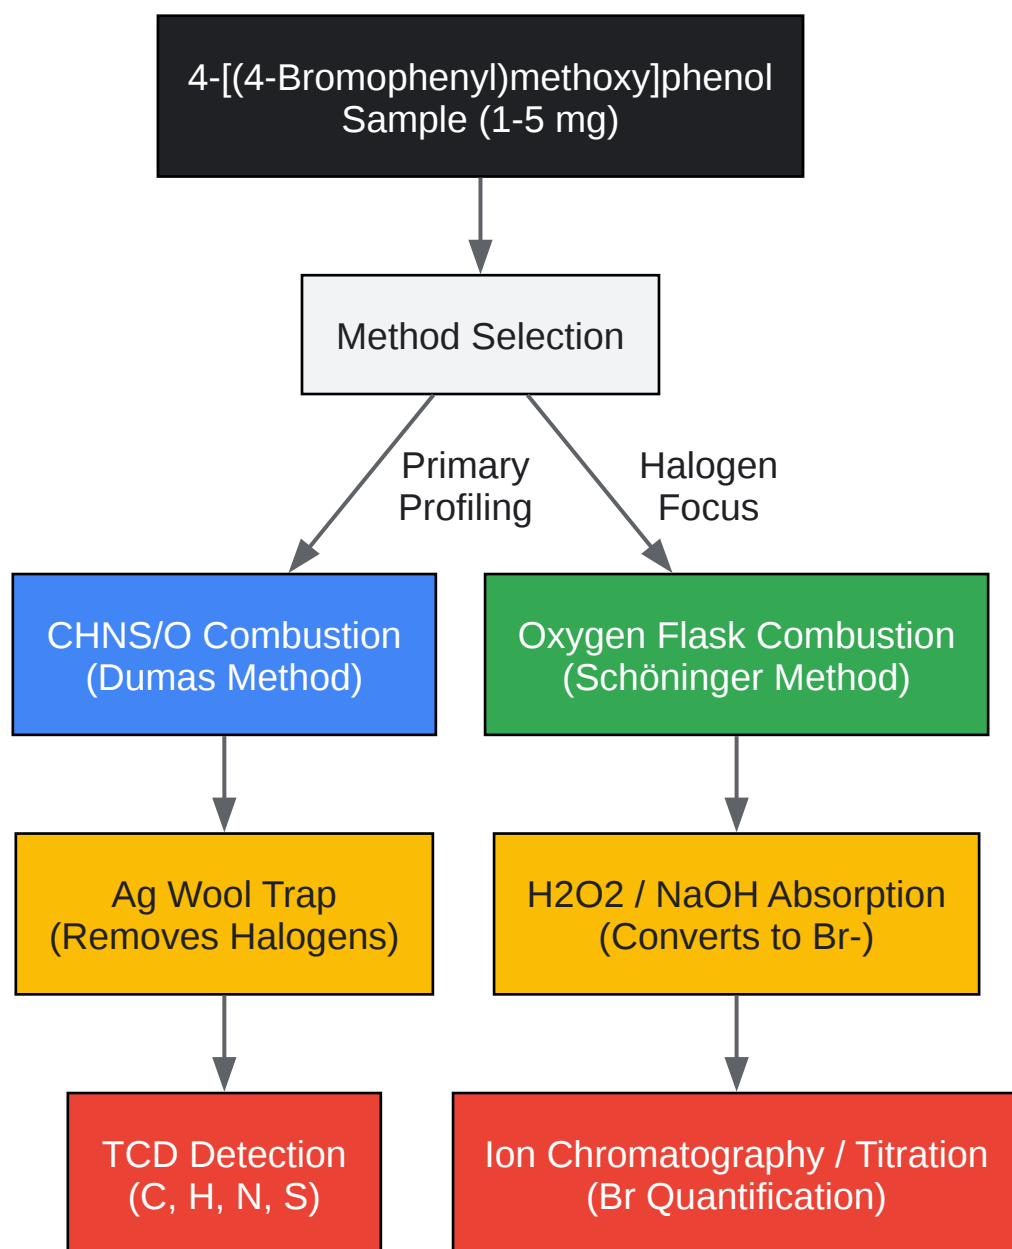 4-[(4-Bromophenyl)methoxy]phenol
Sample (1-5 mg)
Method Selection
Primary
Profiling
Halogen
Focus
CHNS/O Combustion
(Dumas Method)
Oxygen Flask Combustion
(Schöninger Method)
Ag Wool Trap
(Removes Halogens)
H2O2 / NaOH Absorption
(Converts to Br-)
TCD Detection
(C, H, N, S)
Ion Chromatography / Titration
(Br Quantification)